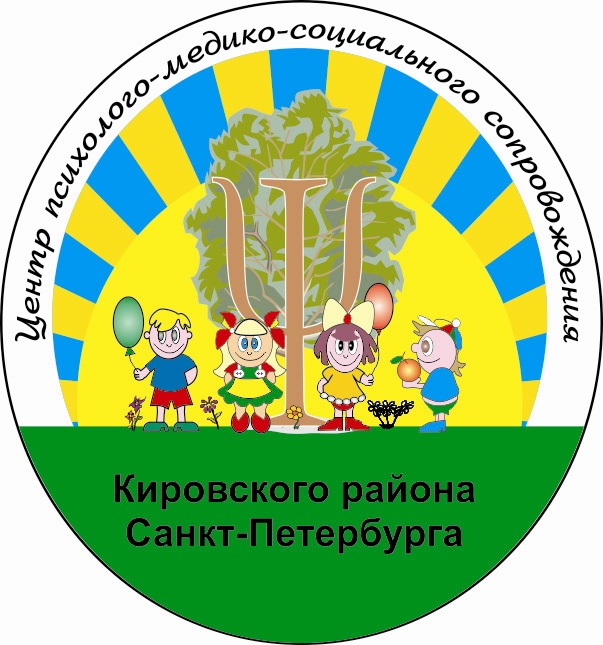 Центр психолого-медико-социального сопровождения
Кировского района
Санкт-Петербурга